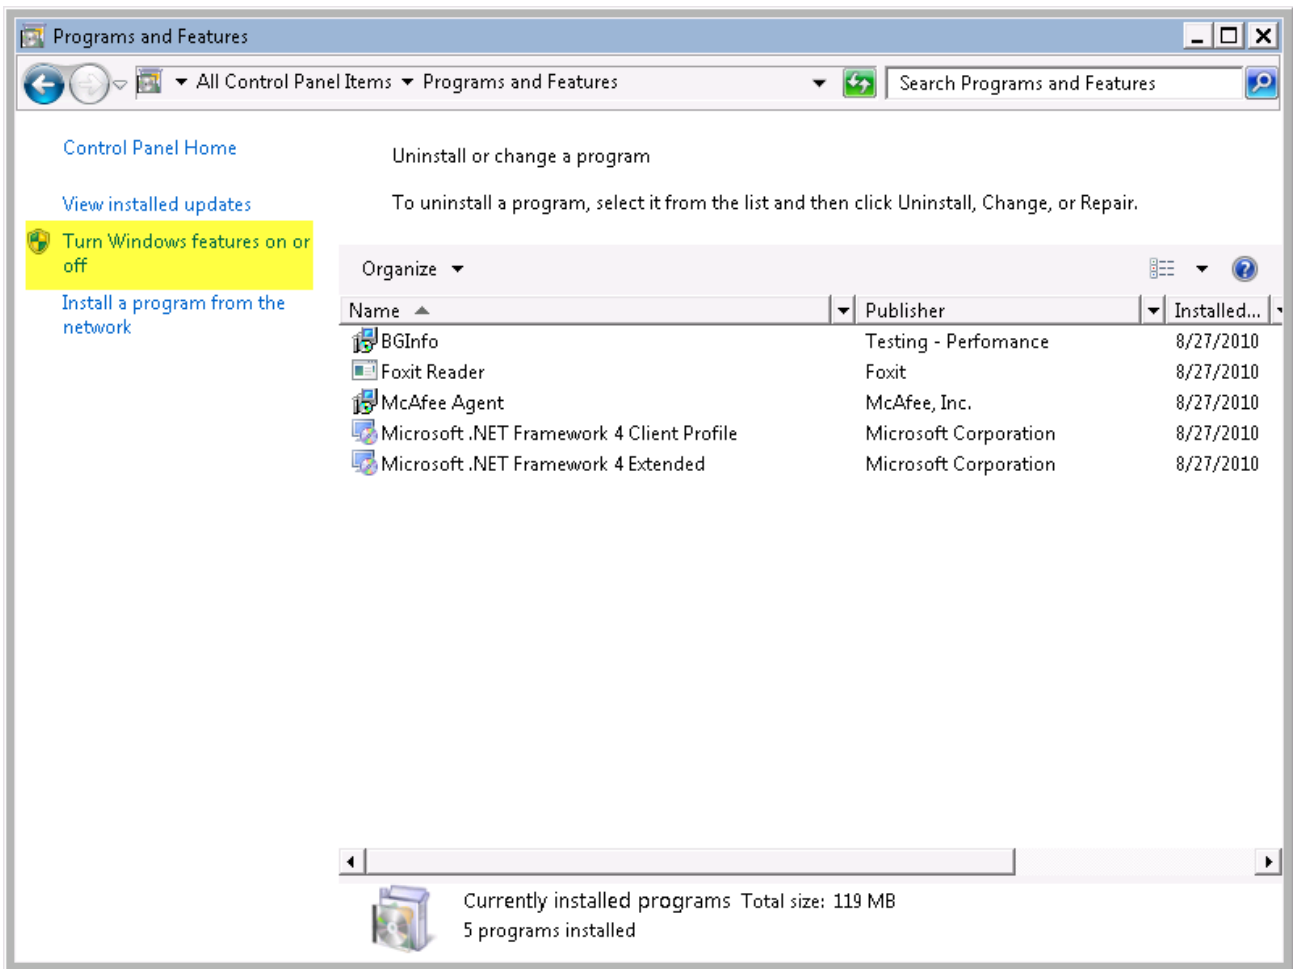 Programs and Features
All Control Panel Items Programs and Features Search Programs and Features
Control Panel Home
View installed updates
Turn Windows features on or
off
Install a program from the
network
Uninstall or change a program
To uninstall a program, select it from the list and then click Uninstall, Change, or Repair.
Organize
Name Publisher Installed...
BGInfo Testing - Perfomance 8/27/2010
Foxit Reader Foxit 8/27/2010
McAfee Agent McAfee, Inc. 8/27/2010
Microsoft .NET Framework 4 Client Profile Microsoft Corporation 8/27/2010
Microsoft .NET Framework 4 Extended Microsoft Corporation 8/27/2010
Currently installed programs Total size: 119 MB
5 programs installed